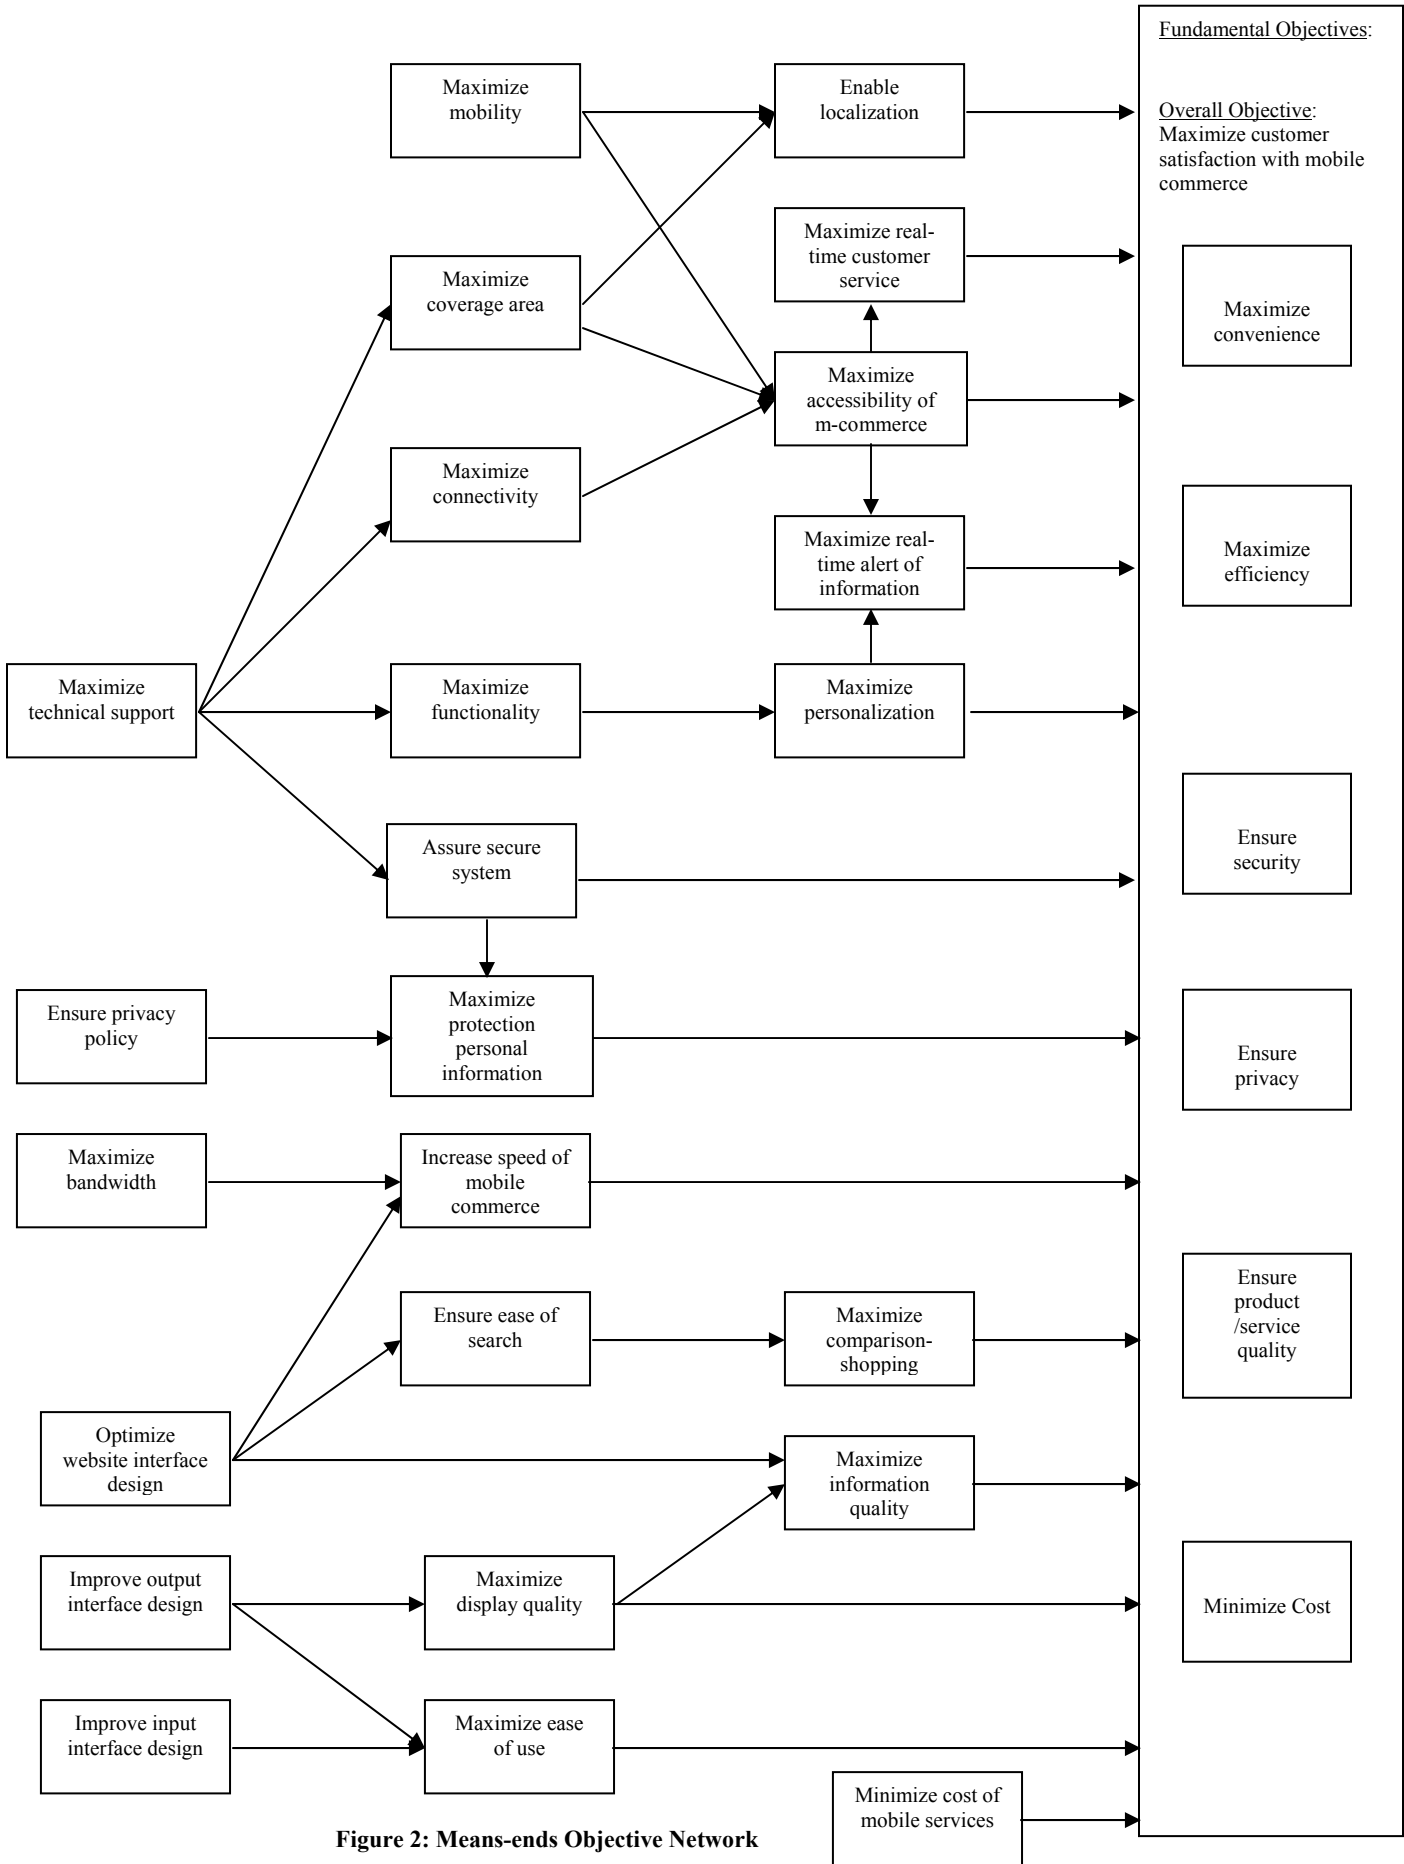 Fundamental Objectives:
Overall Objective:
Maximize customer
satisfaction with mobile
commerce
Maximize
mobility
Enable
localization
Maximize real-
time customer
service
Maximize
coverage area
Maximize
convenience
Maximize
accessibility of
m-commerce
Maximize
connectivity
Maximize real-
time alert of
information
Maximize
efficiency
Maximize
technical support
Maximize
functionality
Maximize
personalization
Assure secure
system
Ensure
security
Ensure privacy
policy
Maximize
protection
personal
information
Ensure
privacy
Maximize
bandwidth
Increase speed of
mobile
commerce
Ensure ease of
search
Maximize
comparison-
shopping
Ensure
product
/service
quality
Optimize
website interface
design
Maximize
information
quality
Improve output
interface design
Maximize
display quality
Minimize Cost
Improve input
interface design
Maximize ease
of use
Minimize cost of
mobile services
Figure 2: Means-ends Objective Network